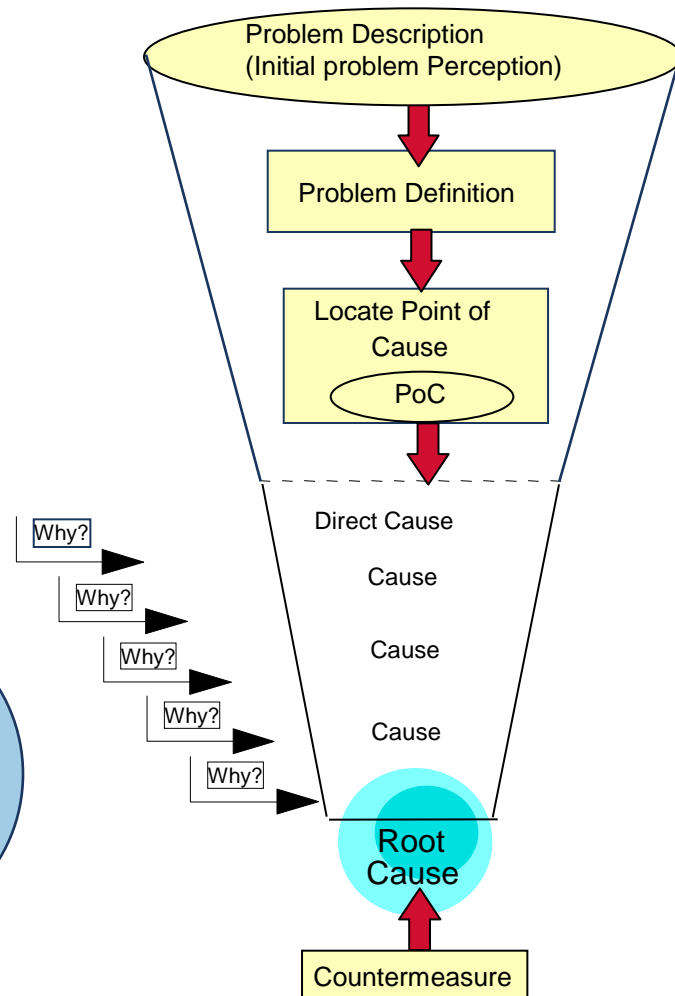 Problem Description
(Initial problem Perception)
Problem Definition
Locate Point of
Cause
PoC
Direct Cause
Why?
Cause
Why?
Cause
Why?
Cause
Why?
Why?
Root
Cause
Countermeasure